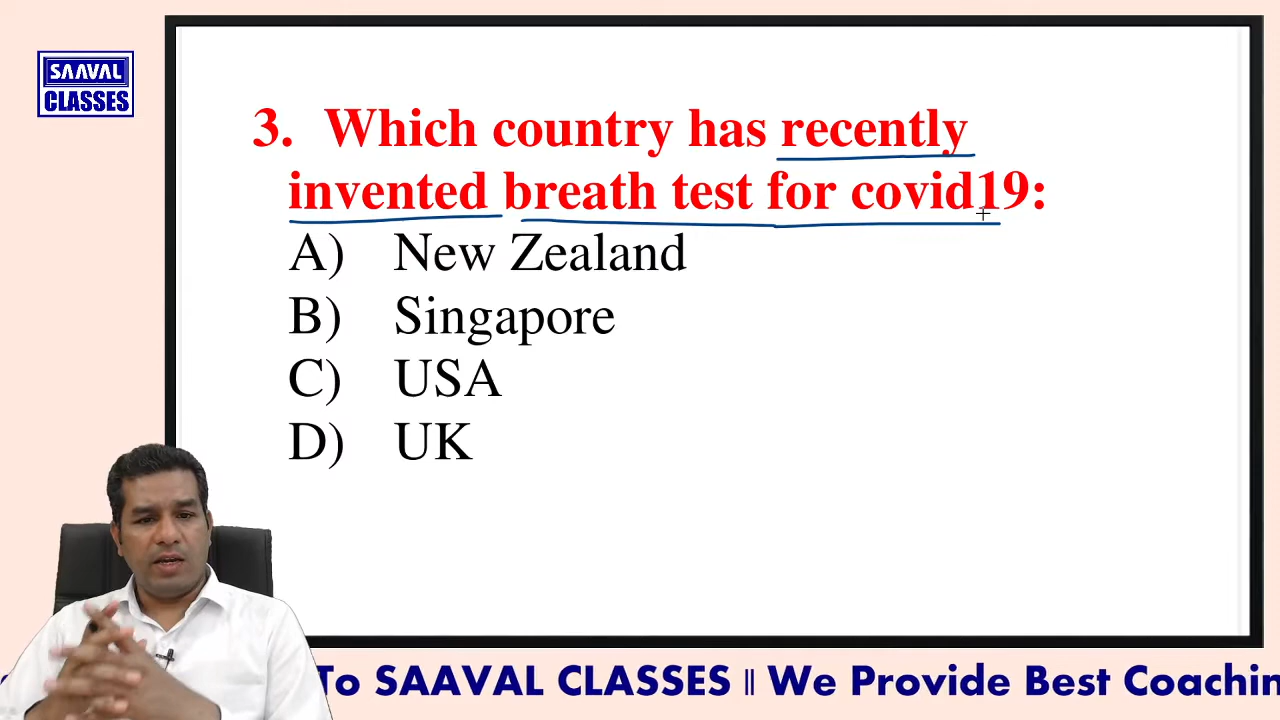 SAAVAL
CLASSES
3. Which country has recently
invented breath test for covid19:
A) New Zealand
B) Singapore
C) USA
D) UK
To SAAVAL CLASSES || We Provide Best Coachin